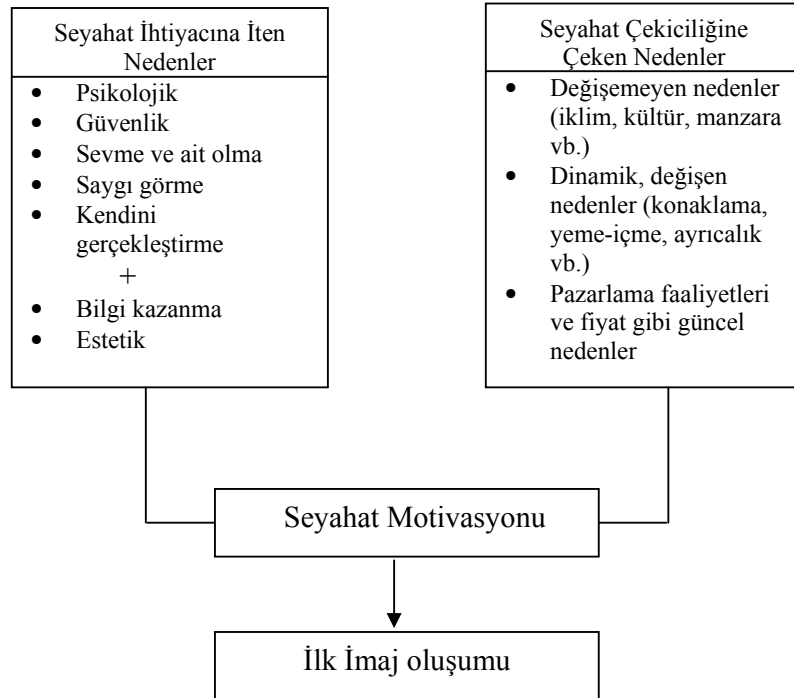 Seyahat İhtiyacına İten
Nedenler
• Psikolojik
• Güvenlik
• Sevme ve ait olma
• Saygı görme
• Kendini
gerçekleştirme
+
• Bilgi kazanma
• Estetik
Seyahat Çekiciliğine
Çeken Nedenler
• Değişemeyen nedenler
(iklim, kültür, manzara
vb.)
• Dinamik, değişen
nedenler (konaklama,
yeme-içme, ayrıcalık
vb.)
• Pazarlama faaliyetleri
ve fiyat gibi güncel
nedenler
Seyahat Motivasyonu
İlk İmaj oluşumu